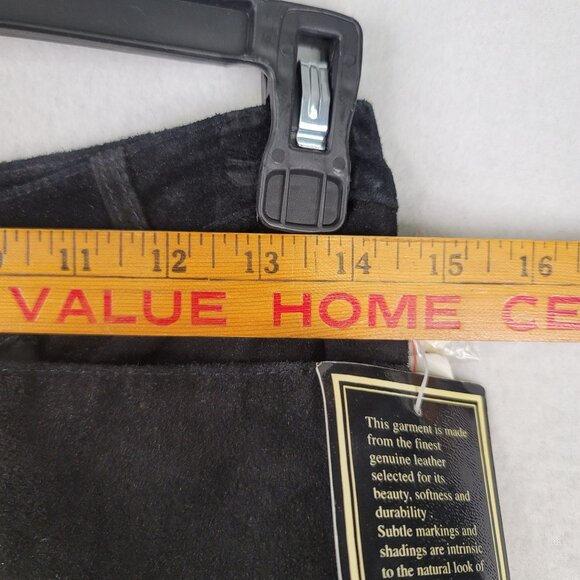 11 12 13 14 15 16
VALUE HOME CE
This garment is made
from the finest
genuine leather
selected for its
beauty, softness and
durability.
Subtle markings and
shadings are intrinsic
to the natural look of